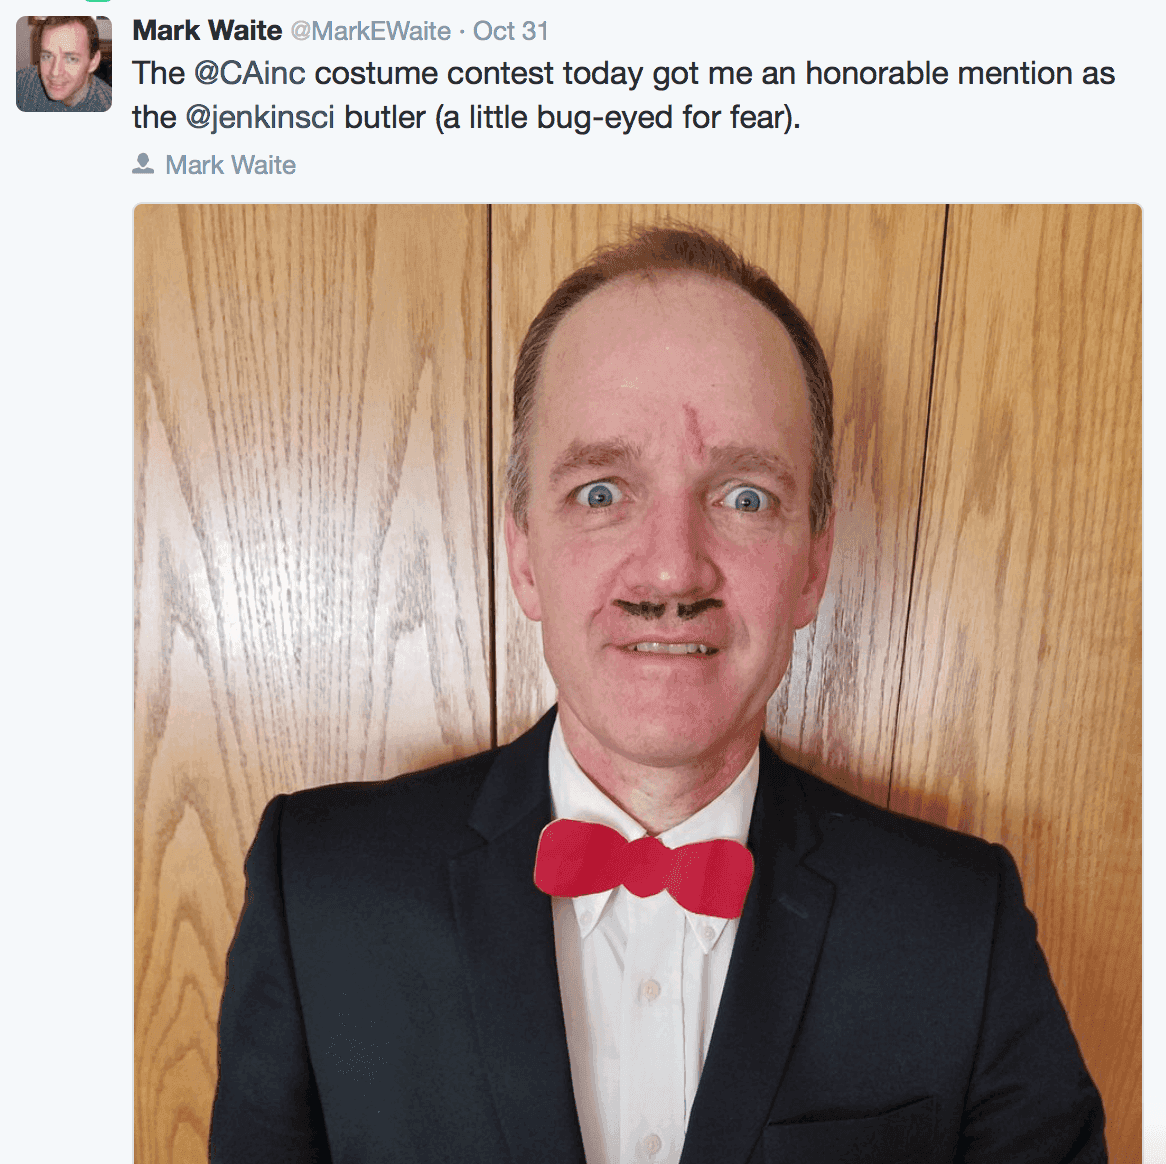 Mark Waite @MarkEWaite · Oct 31
The @CAinc costume contest today got me an honorable mention as
the @jenkinsci butler (a little bug-eyed for fear).
Mark Waite